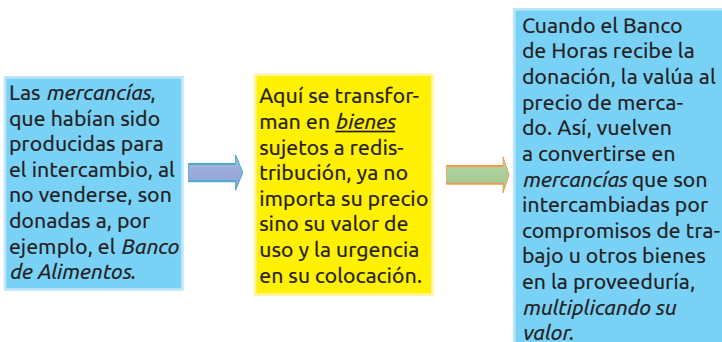 Las mercancías,
que habían sido
producidas para
el intercambio, al
no venderse, son
donadas a, por
ejemplo, el Banco
de Alimentos.
Aquí se transfor-
man en bienes
sujetos a redis-
tribución, ya no
importa su precio
sino su valor de
uso y la urgencia
en su colocación.
Cuando el Banco
de Horas recibe la
donación, la valúa al
precio de merca-
do. Así, vuelven
a convertirse en
mercancías que son
intercambiadas por
compromisos de tra-
bajo u otros bienes
en la proveeduría,
multiplicando su
valor.